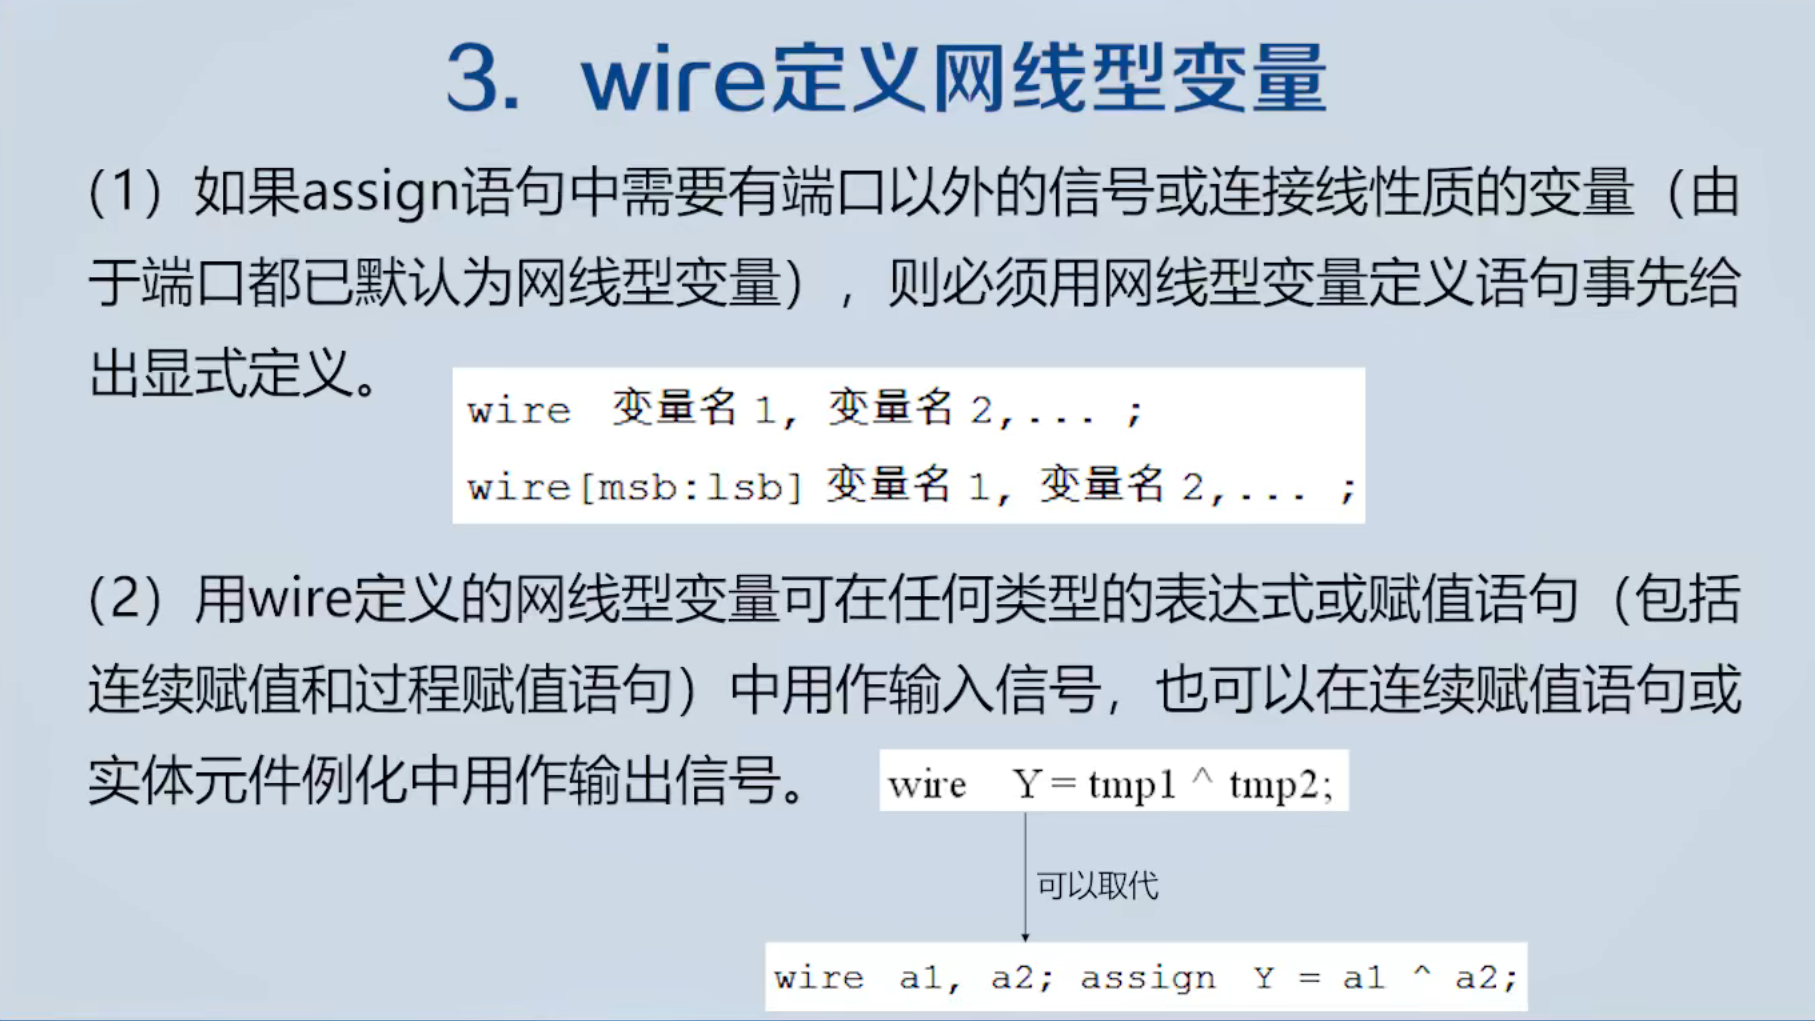 3. wire定义网线型变量
（1）如果assign语句中需要有端口以外的信号或连接线性质的变量（由
于端口都已默认为网线型变量），则必须用网线型变量定义语句事先给
出显式定义。
wire 变量名1, 变量名2,... ;
wire[msb:lsb] 变量名1, 变量名2,... ;
（2）用wire定义的网线型变量可在任何类型的表达式或赋值语句（包括
连续赋值和过程赋值语句）中用作输入信号，也可以在连续赋值语句或
实体元件例化中用作输出信号。
wire Y = tmp1 ^ tmp2;
可以取代
wire a1, a2; assign Y = a1 ^ a2;